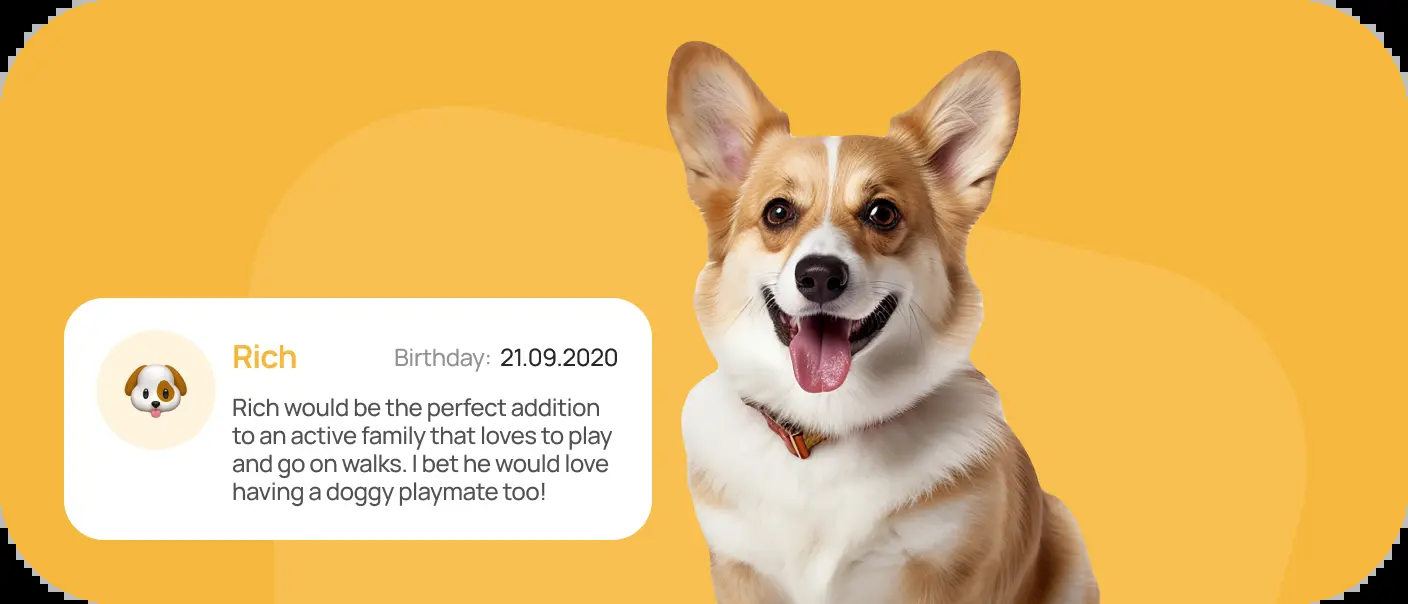 Rich
Birthday: 21.09.2020
Rich would be the perfect addition
to an active family that loves to play
and go on walks. I bet he would love
having a doggy playmate too!